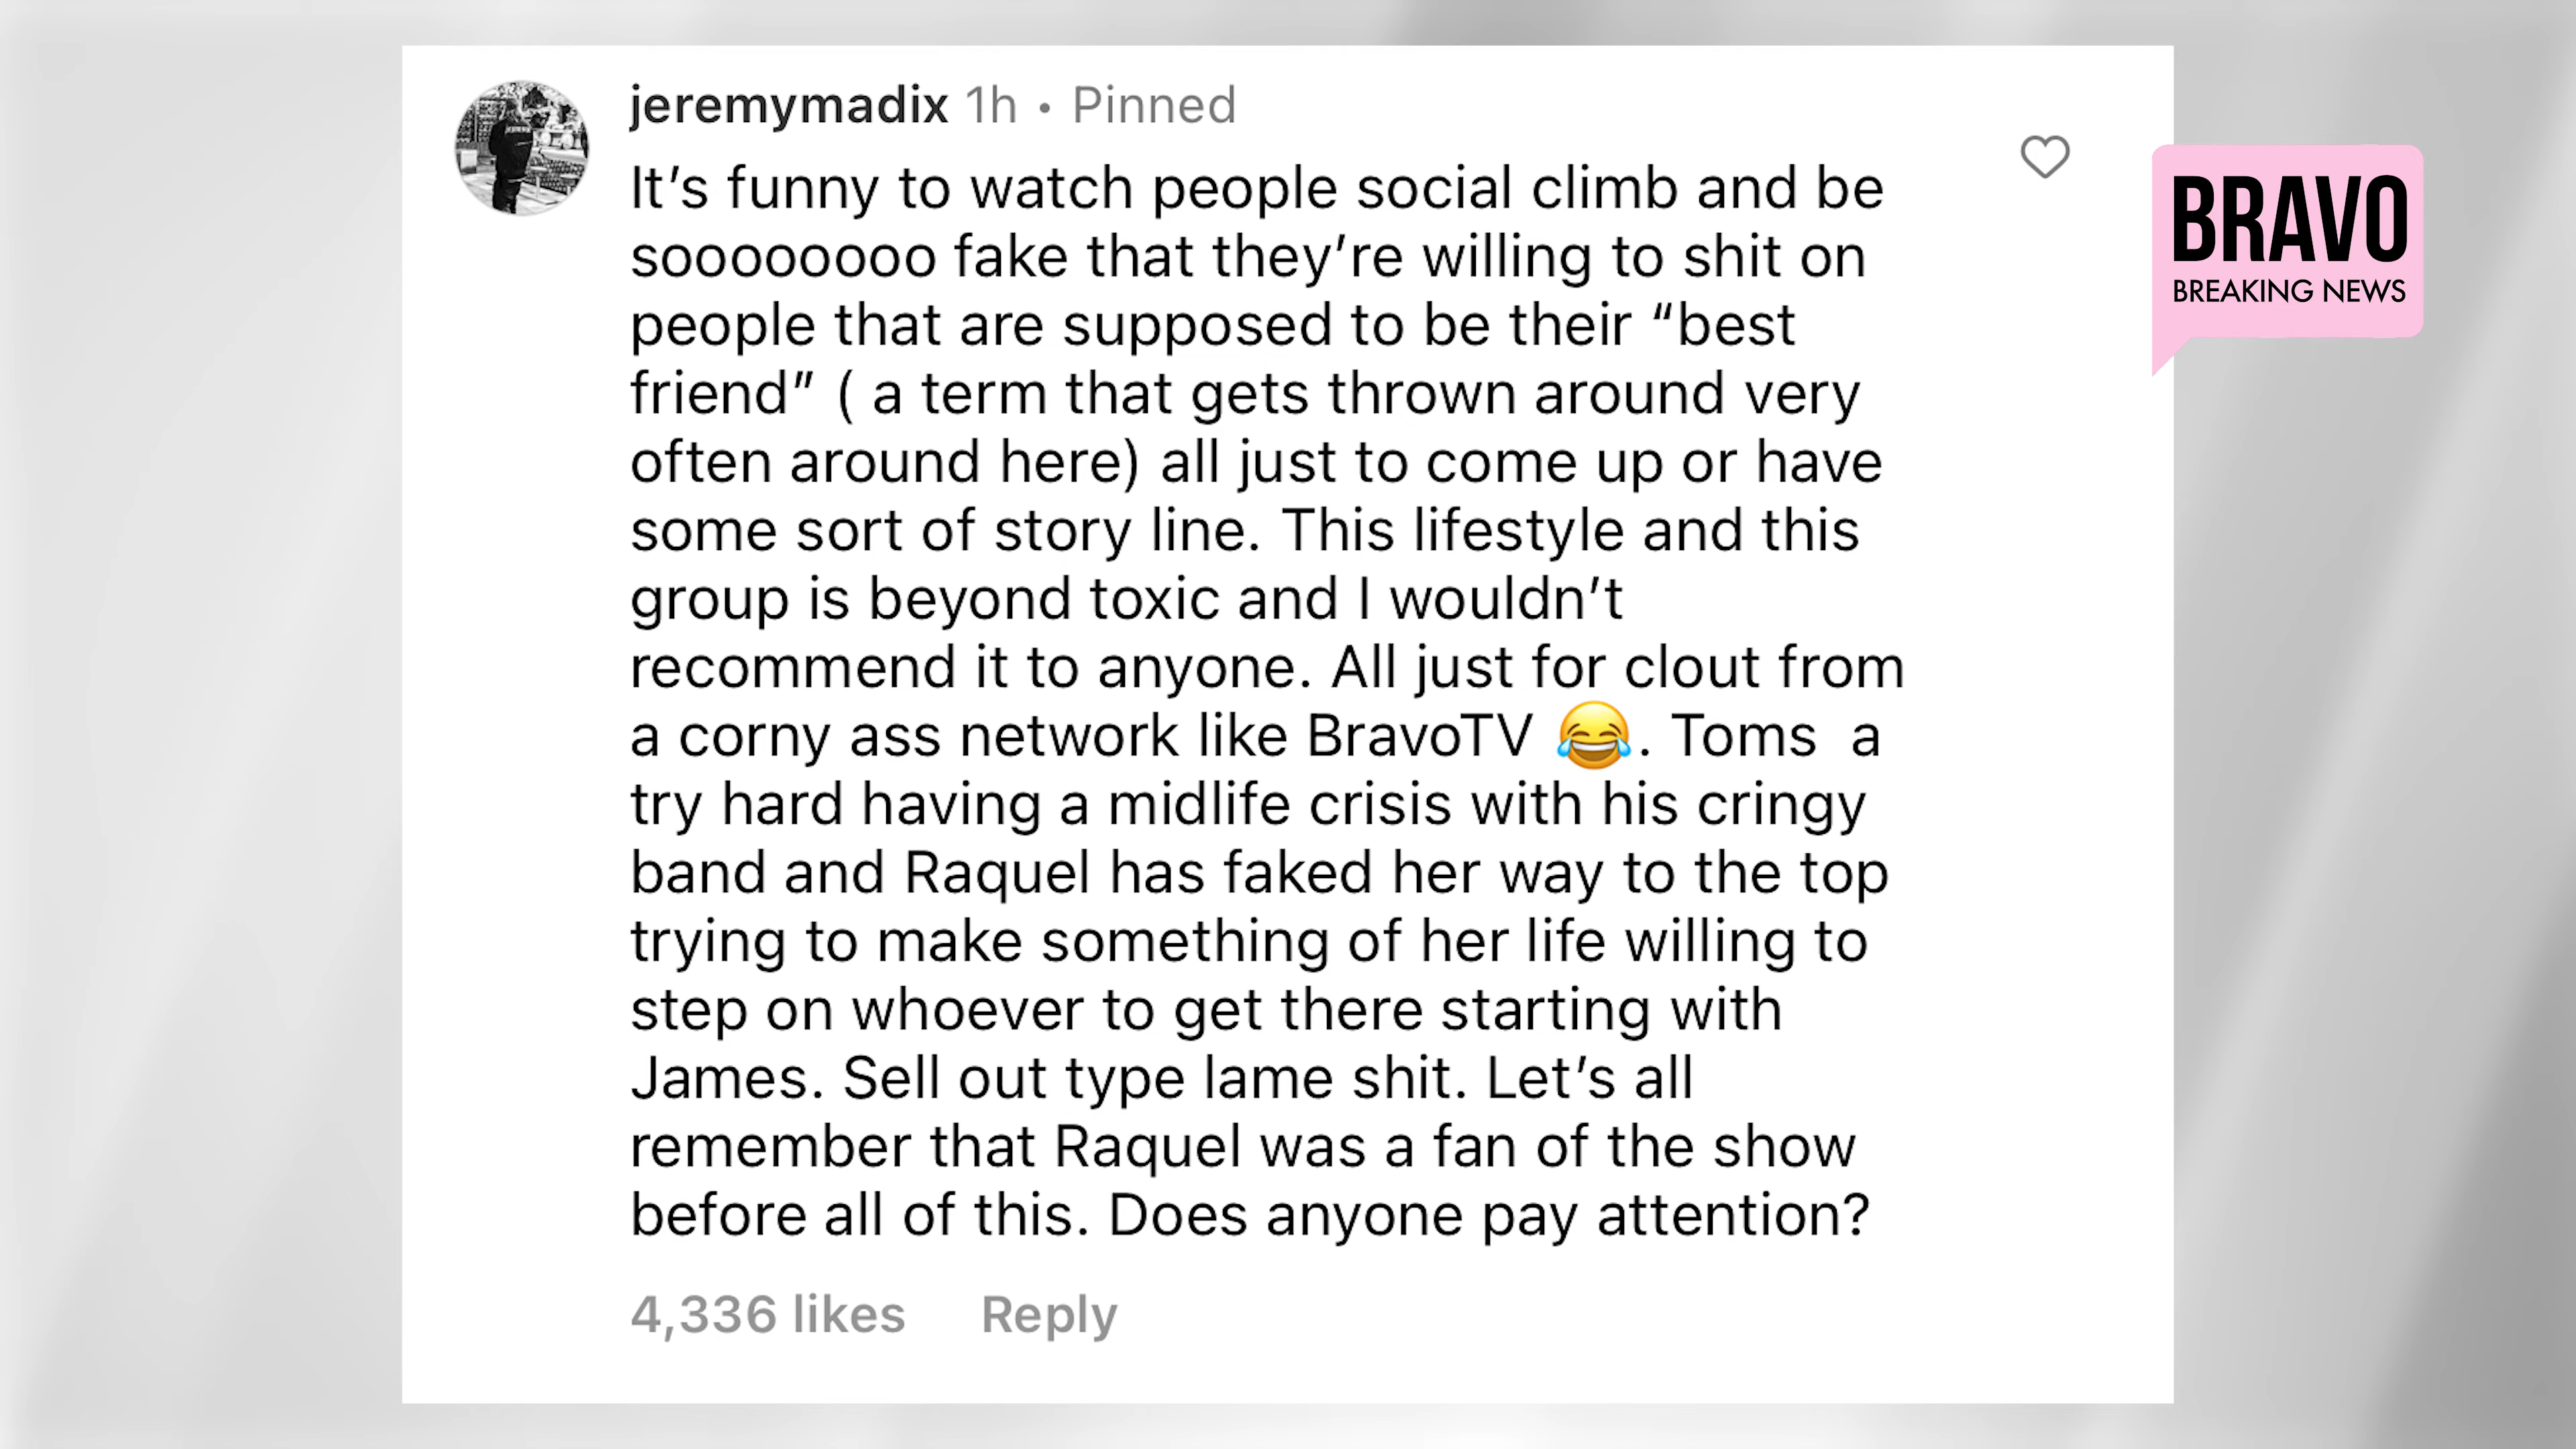 jeremymadix 1h • Pinned
It’s funny to watch people social climb and be
soooooooo fake that they’re willing to shit on
people that are supposed to be their “best
friend” ( a term that gets thrown around very
often around here) all just to come up or have
some sort of story line. This lifestyle and this
group is beyond toxic and I wouldn’t
recommend it to anyone. All just for clout from
a corny ass network like BravoTV 😂. Toms  a
try hard having a midlife crisis with his cringy
band and Raquel has faked her way to the top
trying to make something of her life willing to
step on whoever to get there starting with
James. Sell out type lame shit. Let’s all
remember that Raquel was a fan of the show
before all of this. Does anyone pay attention?
4,336 likes Reply
BRAVO
BREAKING NEWS